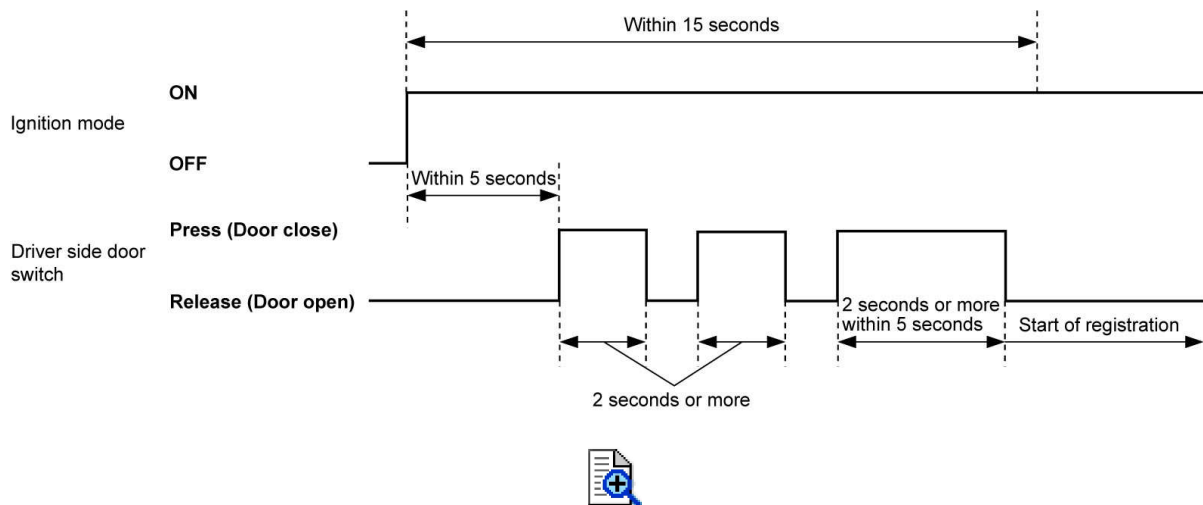 Within 15 seconds
ON
Ignition mode
OFF
Within 5 seconds
Press (Door close)
Driver side door
switch
Release (Door open)
2 seconds or more
within 5 seconds
Start of registration
2 seconds or more